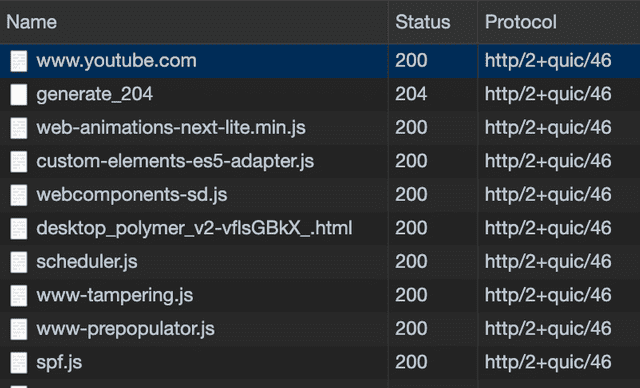 Name Status Protocol
www.youtube.com 200 http/2+quic/46
generate_204 204 http/2+quic/46
web-animations-next-lite.min.js 200 http/2+quic/46
custom-elements-es5-adapter.js 200 http/2+quic/46
webcomponents-sd.js 200 http/2+quic/46
desktop_polymer_v2-vflsGBkX_.html 200 http/2+quic/46
scheduler.js 200 http/2+quic/46
www-tampering.js 200 http/2+quic/46
www-prepopulator.js 200 http/2+quic/46
spf.js 200 http/2+quic/46